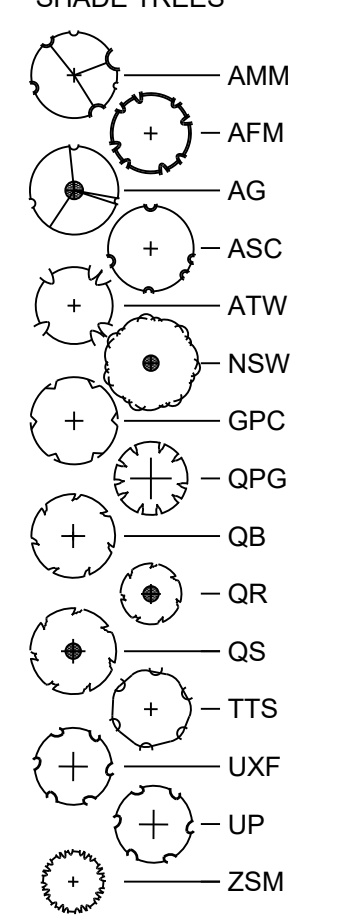 SHADE TREES
AMM
AFM
AG
ASC
ATW
NSW
GPC
QPG
QB
QR
QS
TTS
UXF
UP
ZSM